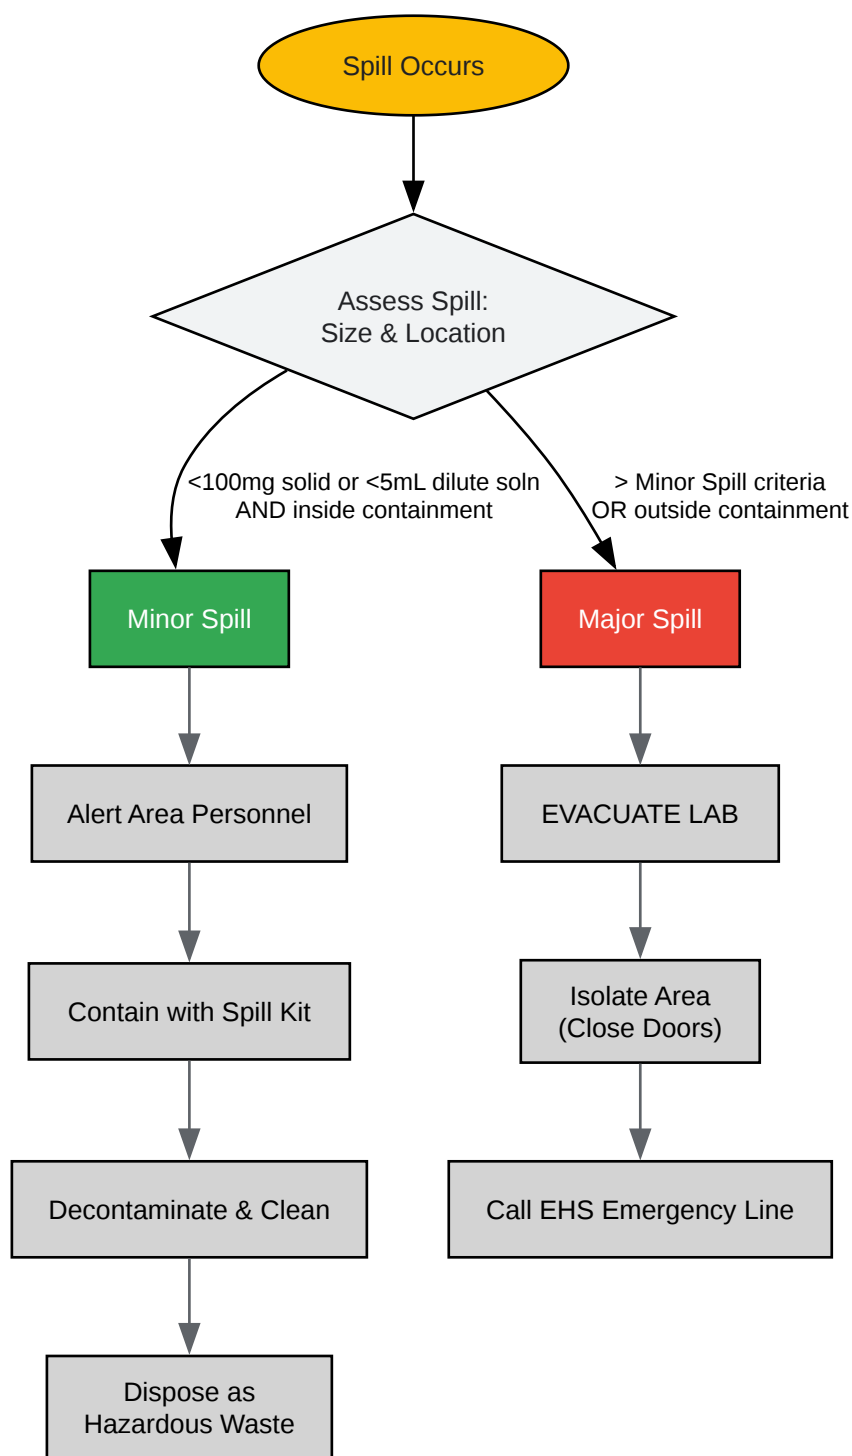 Spill Occurs
Assess Spill:
Size & Location
<100mg solid or <5mL dilute soln
AND inside containment
> Minor Spill criteria
OR outside containment
Minor Spill
Major Spill
Alert Area Personnel
EVACUATE LAB
Contain with Spill Kit
Isolate Area
(Close Doors)
Decontaminate & Clean
Call EHS Emergency Line
Dispose as
Hazardous Waste